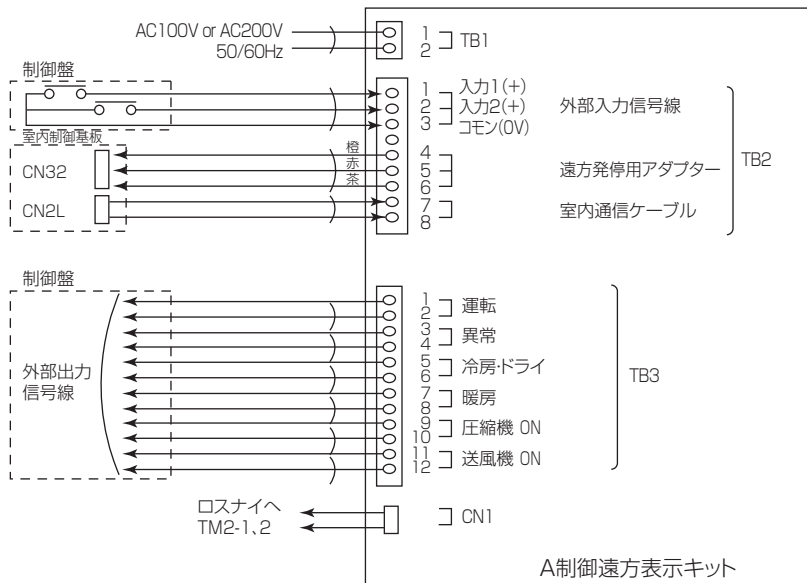 AC100V or AC200V
50/60Hz
1
2
TB1
制御盤
1
2
3
入力1(+)
入力2(+)
コモン(0V)
外部入力信号線
室内制御基板
CN32
橙
赤
茶
4
5
6
遠方発停用アダプター
TB2
CN2L
7
8
室内通信ケーブル
制御盤
外部出力
信号線
1
2
運転
3
4
異常
5
6
冷房・ドライ
7
8
暖房
9
10
圧縮機 ON
11
12
送風機 ON
TB3
ロスナイへ
TM2-1、2
CN1
A制御遠方表示キット